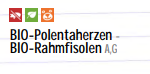 BIO-Polentaherzen -
BIO-Rahmfisolen A,G